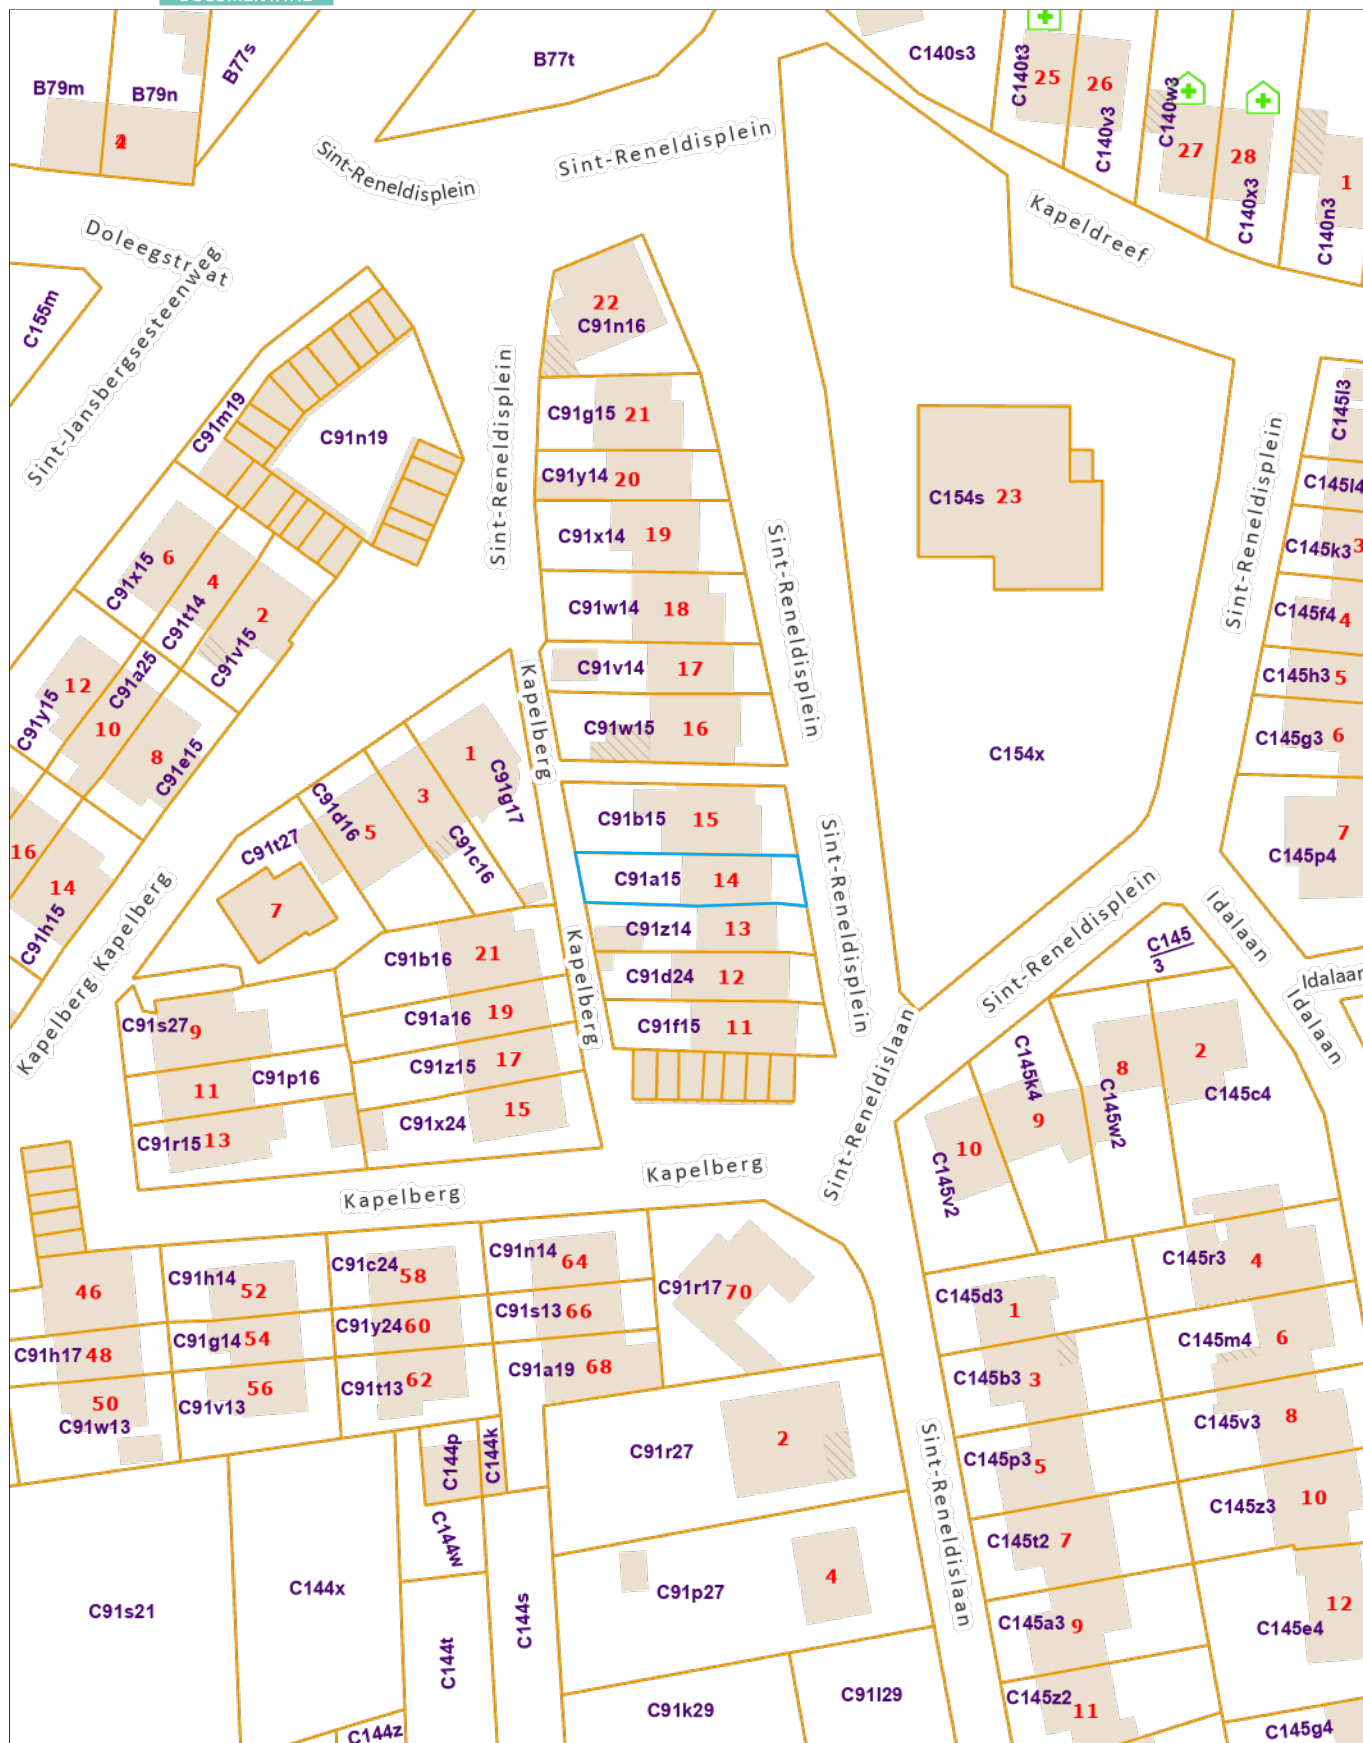 B79m
B79n
B77s
B77t
C140s3
C140t3
25
26
C140v3
C140w3
27
28
C140x3
1
C140n3
Sint-Reneldisplein
Sint-Reneldisplein
Kapeldreef
Doleegstraat
Sint-Jansbergsesteenweg
C155m
22
C91n16
C91m19
C91n19
Sint-Reneldisplein
C91g15 21
C91y14 20
C91x14 19
C91w14 18
C91v14 17
C91w15 16
Sint-Reneldisplein
C154s 23
C154x
Sint-Reneldisplein
C145l3
C145l4
C145k3 3
C145f4 4
C145h3 5
C145g3 6
7
C145p4
C91x15 6
C91t14 4
C91v15 2
C91y15 12
C91a25 10
C91e15 8
16
14
C91h15
Kapelberg
Kapelberg
Kapelberg
1
C91g17
3
C91c16
C91d16
5
C91t27
7
C91b15 15
C91a15 14
C91z14 13
C91d24 12
C91f15 11
Sint-Reneldisplein
Kapelberg
C91b16 21
C91a16 19
C91z15 17
C91x24 15
C91s27 9
11 C91p16
C91r15 13
Sint-Reneldisplein
Idalaan
Idalaan
Idalaan
C145
/3
C145k4
9
10
C145v2
8
C145w2
2
C145c4
Sint-Reneldislaan
Kapelberg
Kapelberg
46
C91h17 48
50
C91w13
C91h14 52
C91g14 54
C91v13 56
C91c24 58
C91y24 60
C91t13 62
C91n14 64
C91s13 66
C91a19 68
C91r17 70
C145d3 1
C145b3 3
C145p3 5
C145t2 7
C145a3 9
C145z2 11
C145r3 4
C145m4 6
C145v3 8
C145z3 10
12
C145e4
C145g4
Sint-Reneldislaan
C91r27 2
C91p27 4
C91k29
C91l29
C144p
C144k
C144w
C144x
C144t
C144s
C144z
C91s21